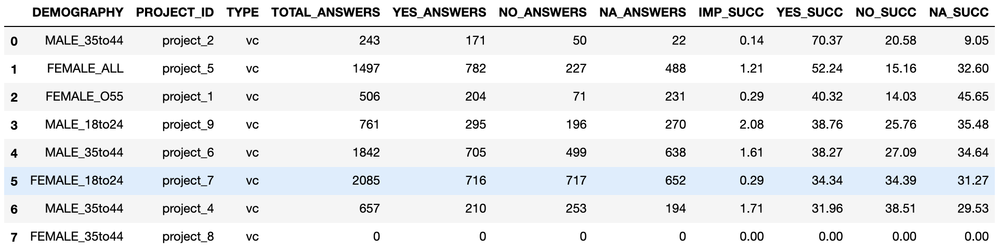 DEMOGRAPHY PROJECT_ID TYPE TOTAL_ANSWERS YES_ANSWERS NO_ANSWERS NA_ANSWERS IMP_SUCC YES_SUCC NO_SUCC NA_SUCC
0 MALE_35to44 project_2 vc 243 171 50 22 0.14 70.37 20.58 9.05
1 FEMALE_ALL project_5 vc 1497 782 227 488 1.21 52.24 15.16 32.60
2 FEMALE_O55 project_1 vc 506 204 71 231 0.29 40.32 14.03 45.65
3 MALE_18to24 project_9 vc 761 295 196 270 2.08 38.76 25.76 35.48
4 MALE_35to44 project_6 vc 1842 705 499 638 1.61 38.27 27.09 34.64
5 FEMALE_18to24 project_7 vc 2085 716 717 652 0.29 34.34 34.39 31.27
6 MALE_35to44 project_4 vc 657 210 253 194 1.71 31.96 38.51 29.53
7 FEMALE_35to44 project_8 vc 0 0 0 0 0.00 0.00 0.00 0.00